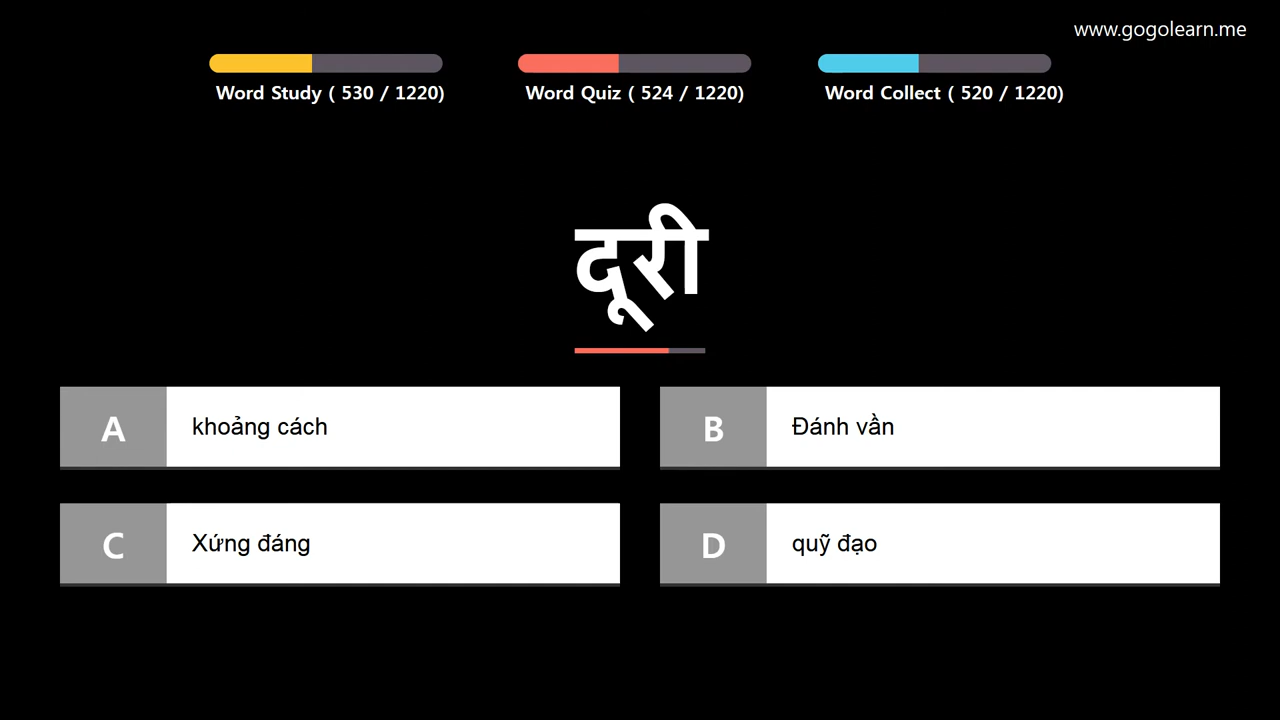 www.gogolearn.me
Word Study ( 530 / 1220)
Word Quiz ( 524 / 1220)
Word Collect ( 520 / 1220)
दूरी
A khoảng cách
B Đánh vần
C Xứng đáng
D quỹ đạo